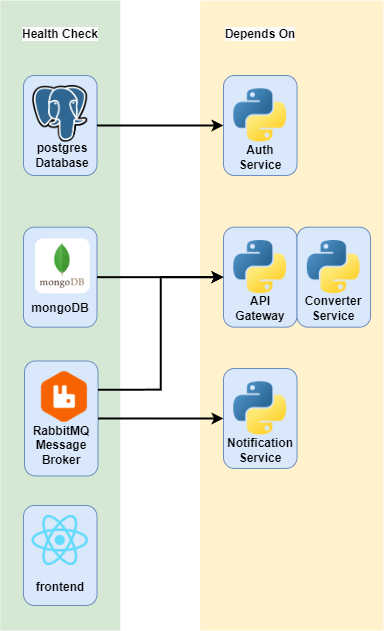 Health Check
Depends On
postgres
Database
Auth
Service
mongoDB
mongoDB
API
Gateway
Converter
Service
RabbitMQ
Message
Broker
Notification
Service
frontend